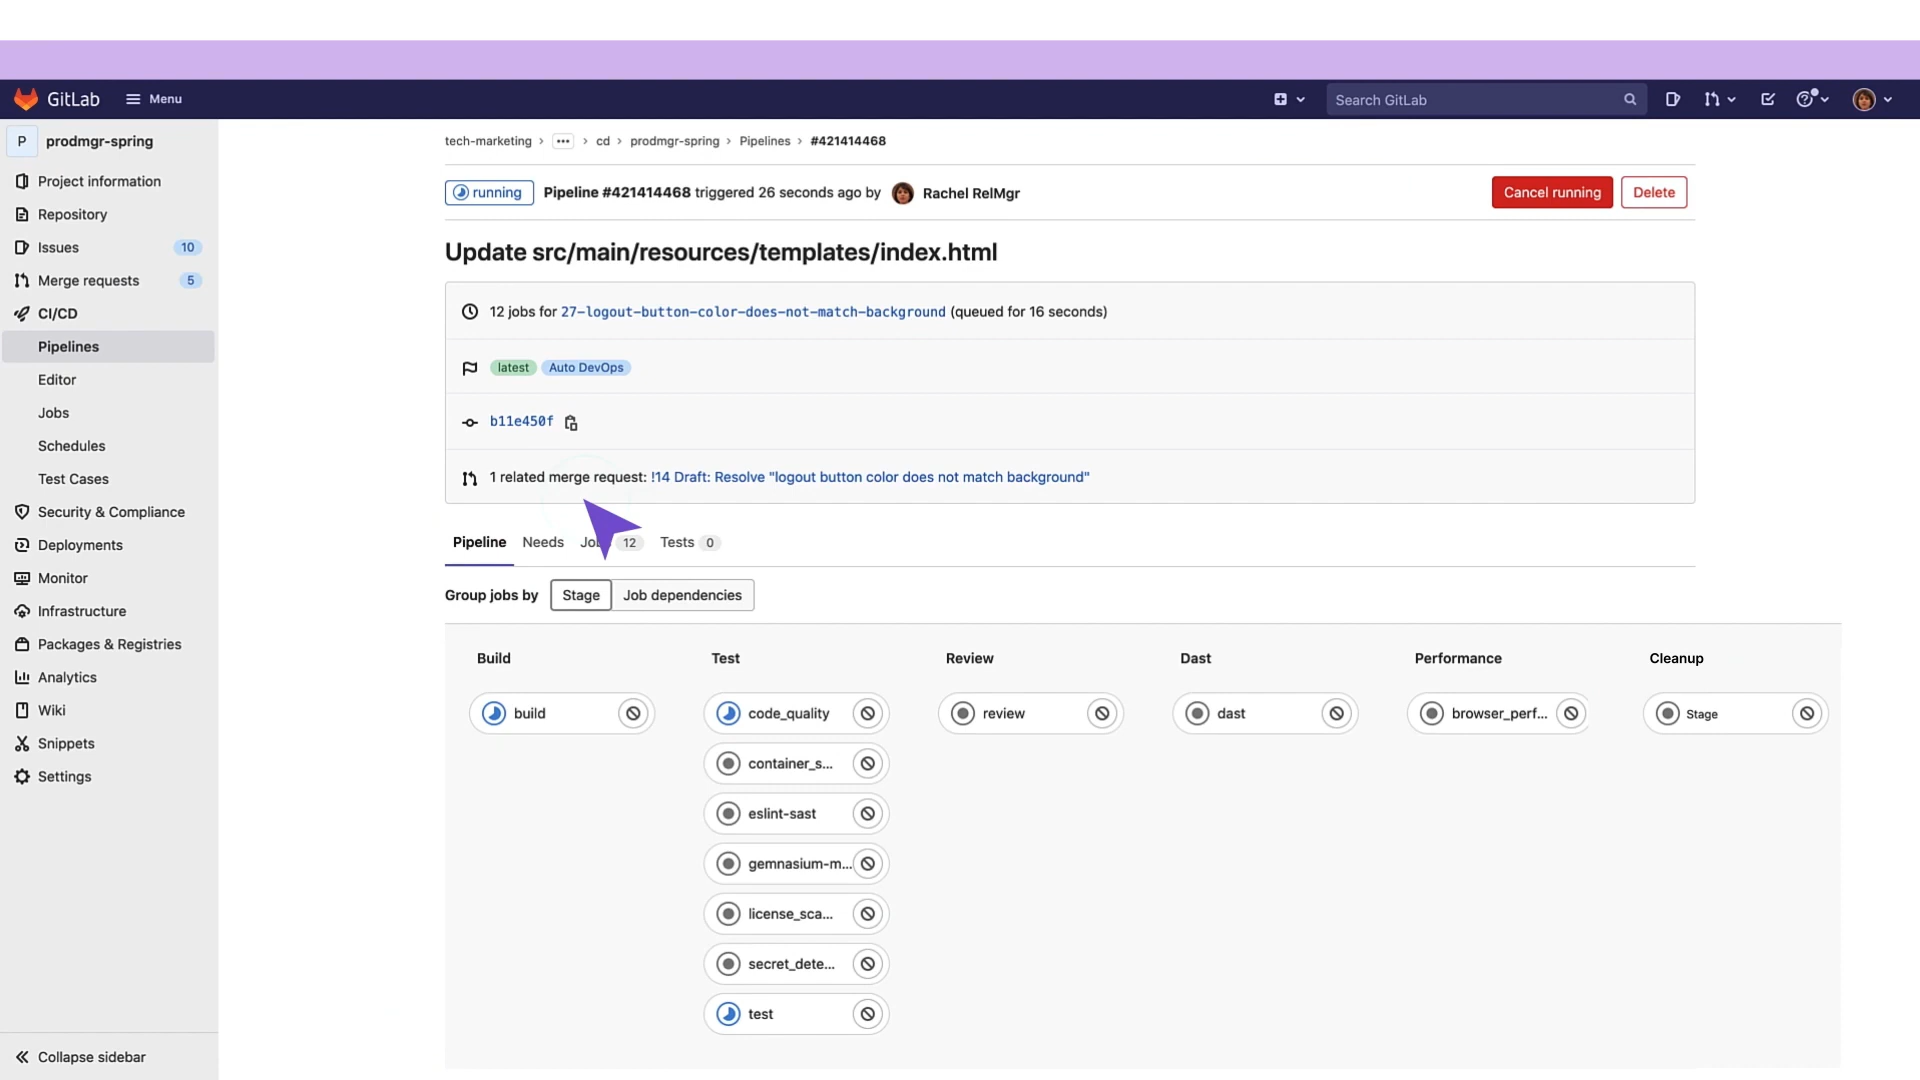 GitLab Menu Search GitLab
P prodmgr-spring
Project information
Repository
Issues 10
Merge requests 5
CI/CD
Pipelines
Editor
Jobs
Schedules
Test Cases
Security & Compliance
Deployments
Monitor
Infrastructure
Packages & Registries
Analytics
Wiki
Snippets
Settings
Collapse sidebar
tech-marketing › ••• › cd › prodmgr-spring › Pipelines › #421414468
running Pipeline #421414468 triggered 26 seconds ago by Rachel RelMgr Cancel running Delete
Update src/main/resources/templates/index.html
12 jobs for 27-logout-button-color-does-not-match-background (queued for 16 seconds)
latest Auto DevOps
b11e450f
1 related merge request: !14 Draft: Resolve "logout button color does not match background"
Pipeline Needs 12 Tests 0
Group jobs by Stage Job dependencies
Build Test Review Dast Performance Cleanup
build code_quality review dast browser_perf... Stage
container_s...
eslint-sast
gemnasium-m...
license_sca...
secret_dete...
test